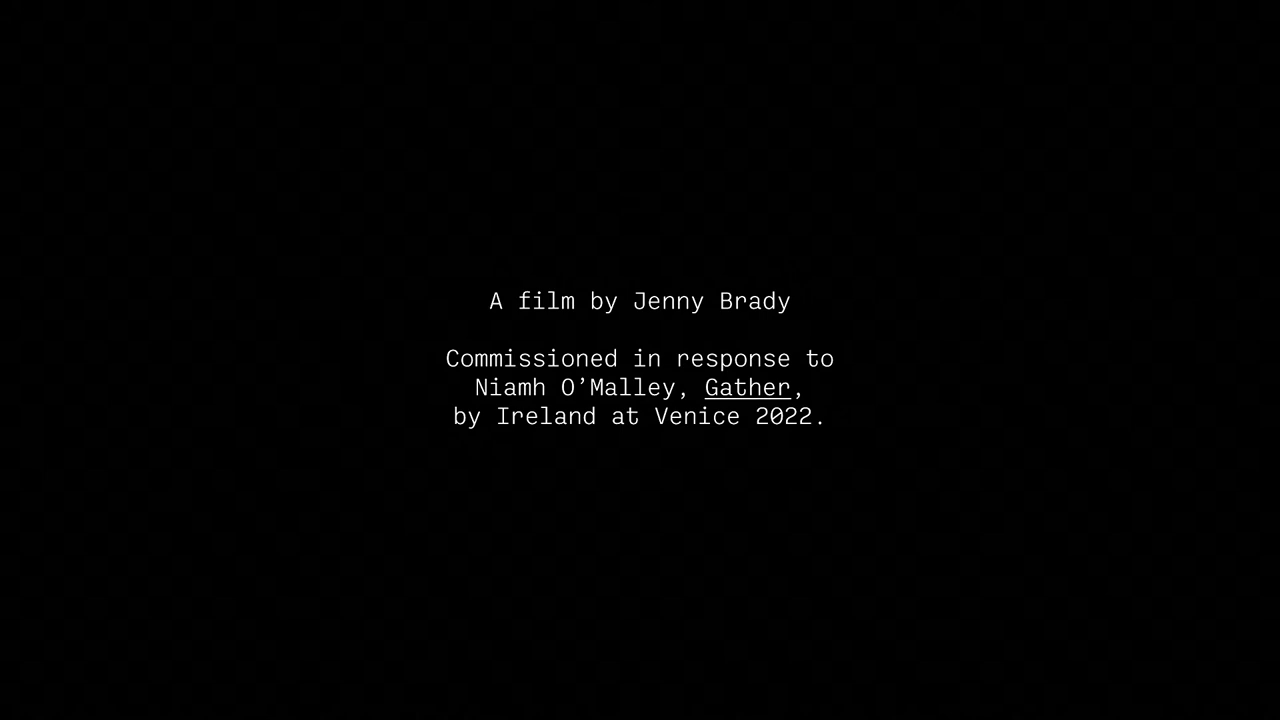 A film by Jenny Brady
Commissioned in response to
Niamh O’Malley, Gather,
by Ireland at Venice 2022.